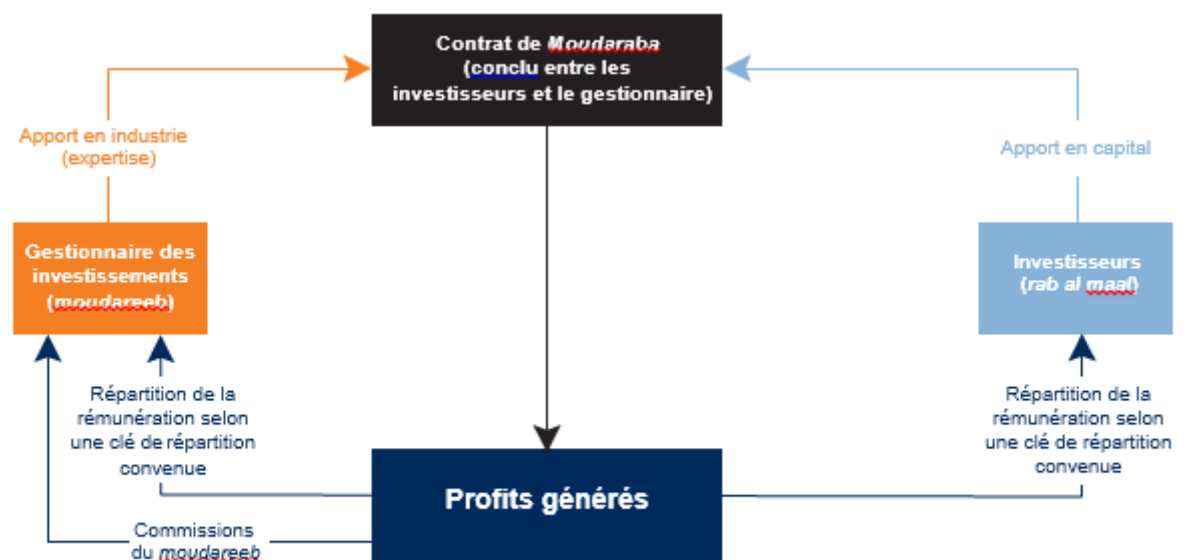 Contrat de Moudaraba
(conclu entre les
investisseurs et le gestionnaire)
Apport en industrie
(expertise)
Apport en capital
Gestionnaire des
investissements
(moudareeb)
Investisseurs
(rab al maal)
Répartition de la
rémunération selon
une clé de répartition
convenue
Répartition de la
rémunération selon
une clé de répartition
convenue
Profits générés
Commissions
du moudareeb